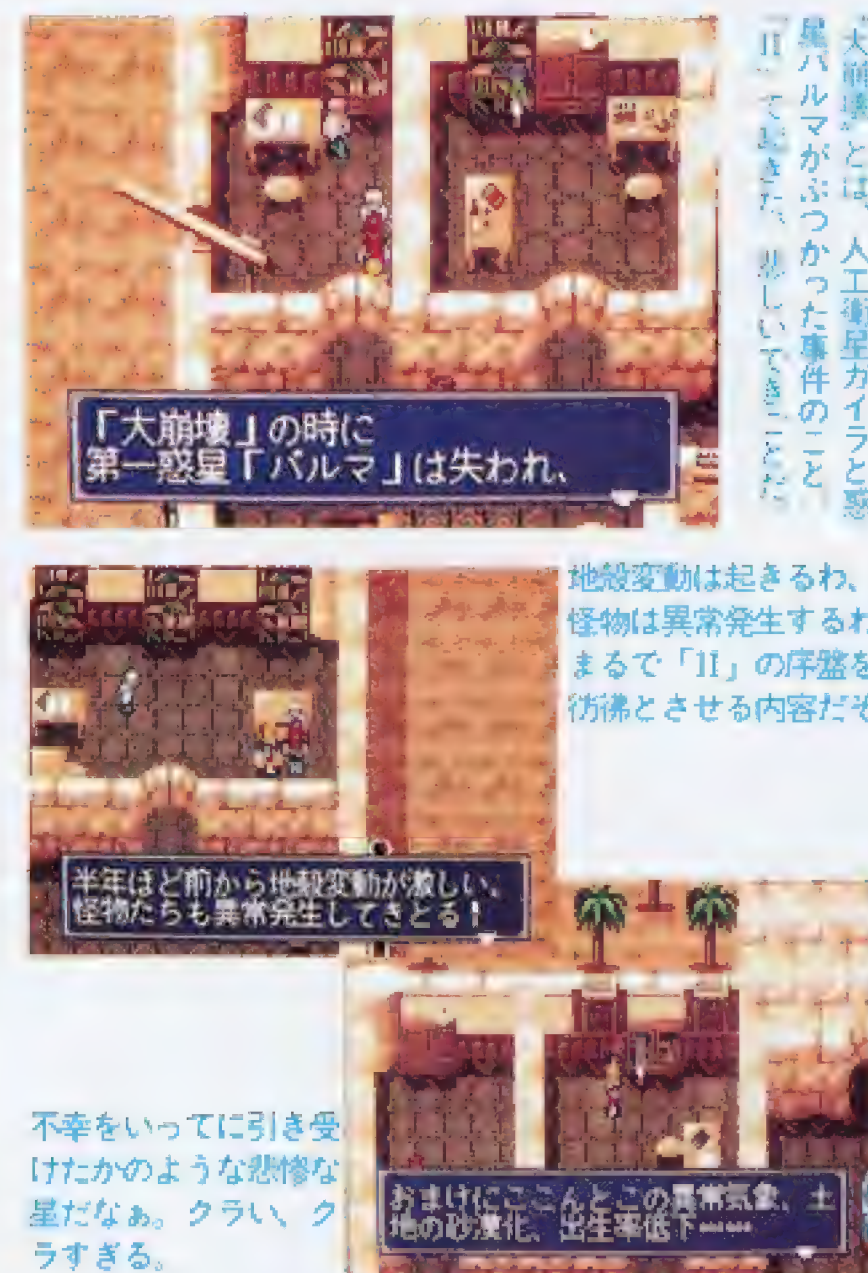 大崩壊とは、人工衛星ガイラと惑
星パルマがぶつかった事件のこと。
「II」で起きた、悲しいできごとだ
「大崩壊」の時に
第一惑星「パルマ」は失われ、
地殻変動は起きるわ、
怪物は異常発生するわ
まるで「II」の序盤を
彷彿とさせる内容だぞ
半年ほど前から地殻変動が激しい。
怪物たちも異常発生してきとる!
不幸をいってに引き受
けたかのような悲惨な
星だなぁ。クラい、ク
ラすぎる。
おまけにここんとこの異常気象、土
地の砂漠化、出生率低下……